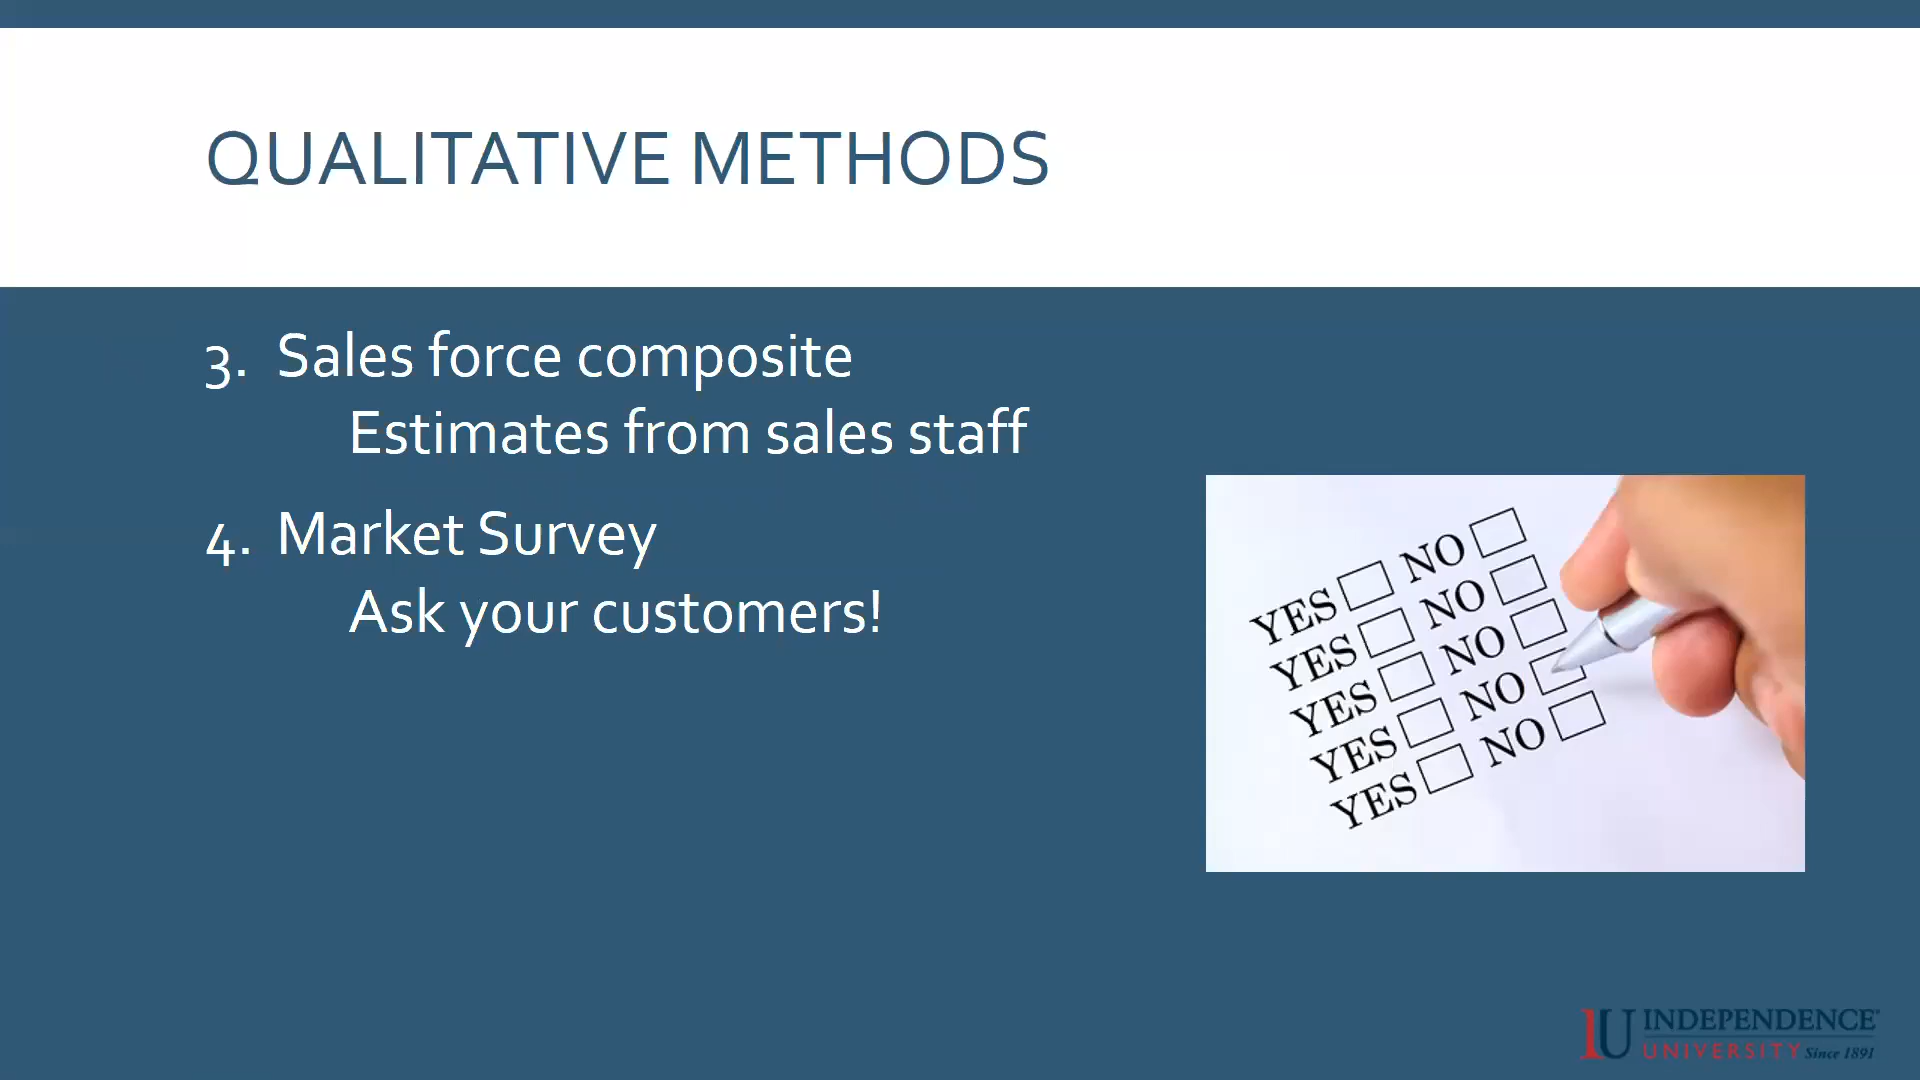 QUALITATIVE METHODS
3. Sales force composite
Estimates from sales staff
4. Market Survey
Ask your customers!
YES NO
YES NO
YES NO
YES NO
YES NO
IU INDEPENDENCE®
UNIVERSITY Since 1891